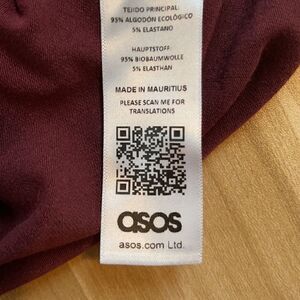 TEJIDO PRINCIPAL:
95% ALGODÓN ECOLÓGICO
5% ELASTANO
HAUPTSTOFF:
95% BIOBAUMWOLLE
5% ELASTHAN
MADE IN MAURITIUS
PLEASE SCAN ME FOR
TRANSLATIONS
asos
asos.com Ltd.